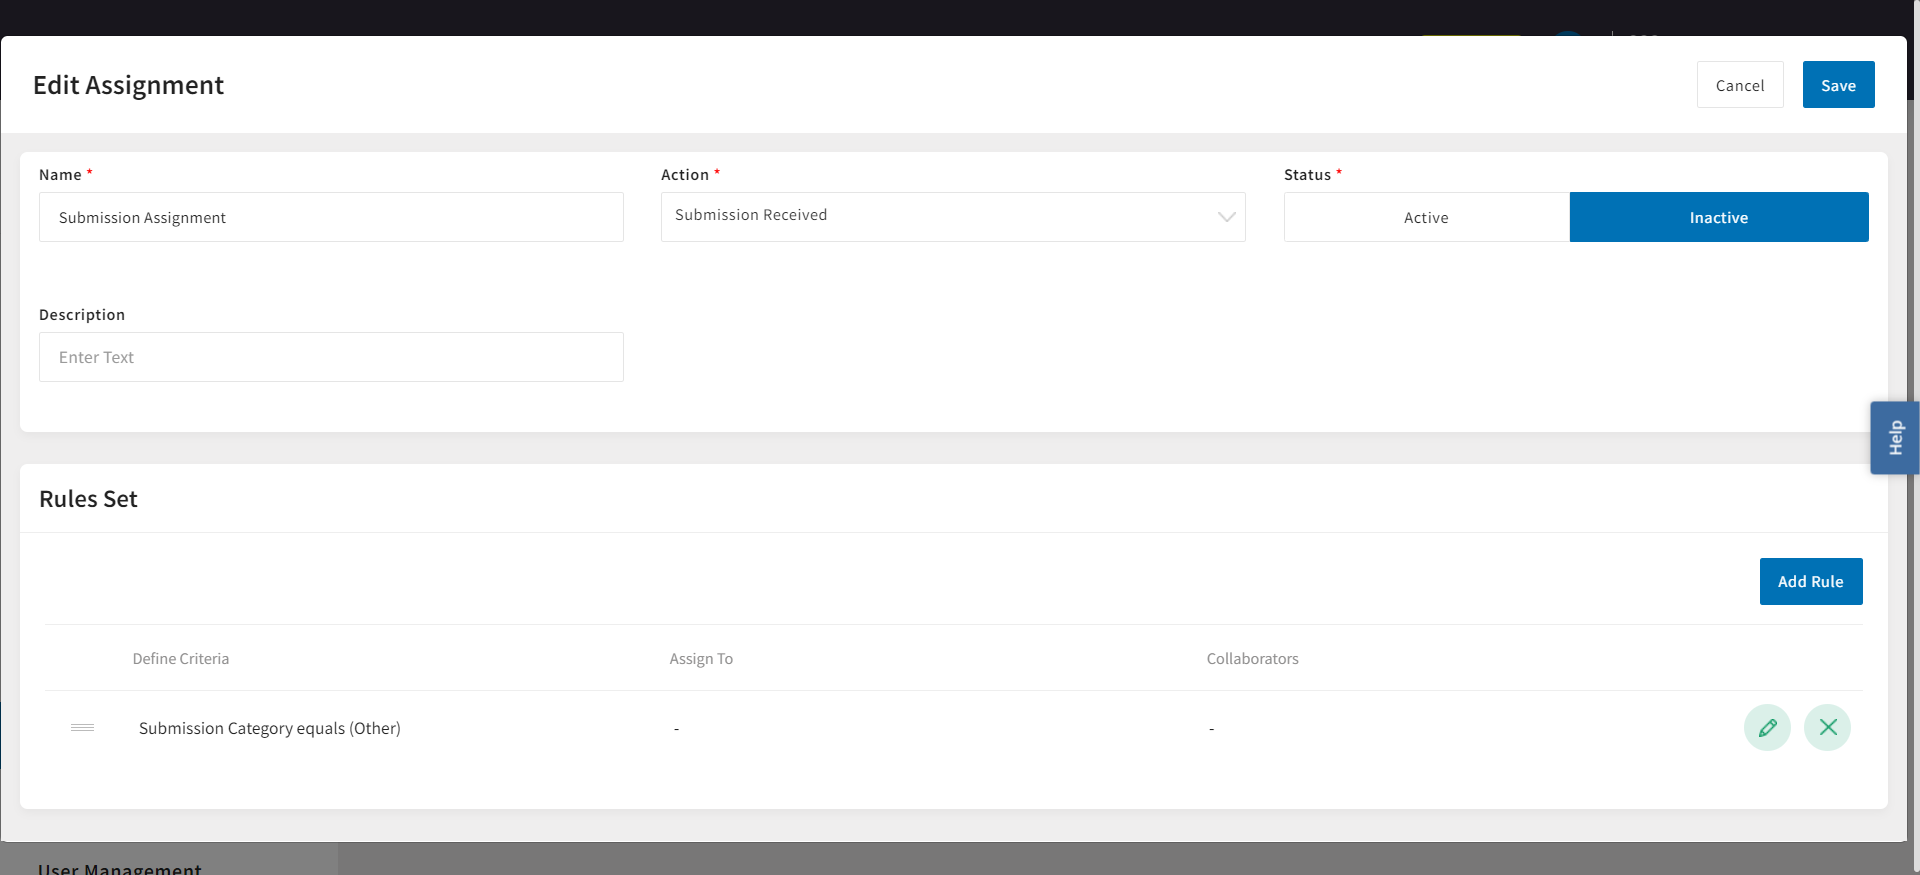 Edit Assignment
Cancel
Save
Name *
Action *
Status *
Submission Assignment
Submission Received
Active
Inactive
Description
Enter Text
Help
Rules Set
Add Rule
Define Criteria
Assign To
Collaborators
Submission Category equals (Other)
-
-
User Management